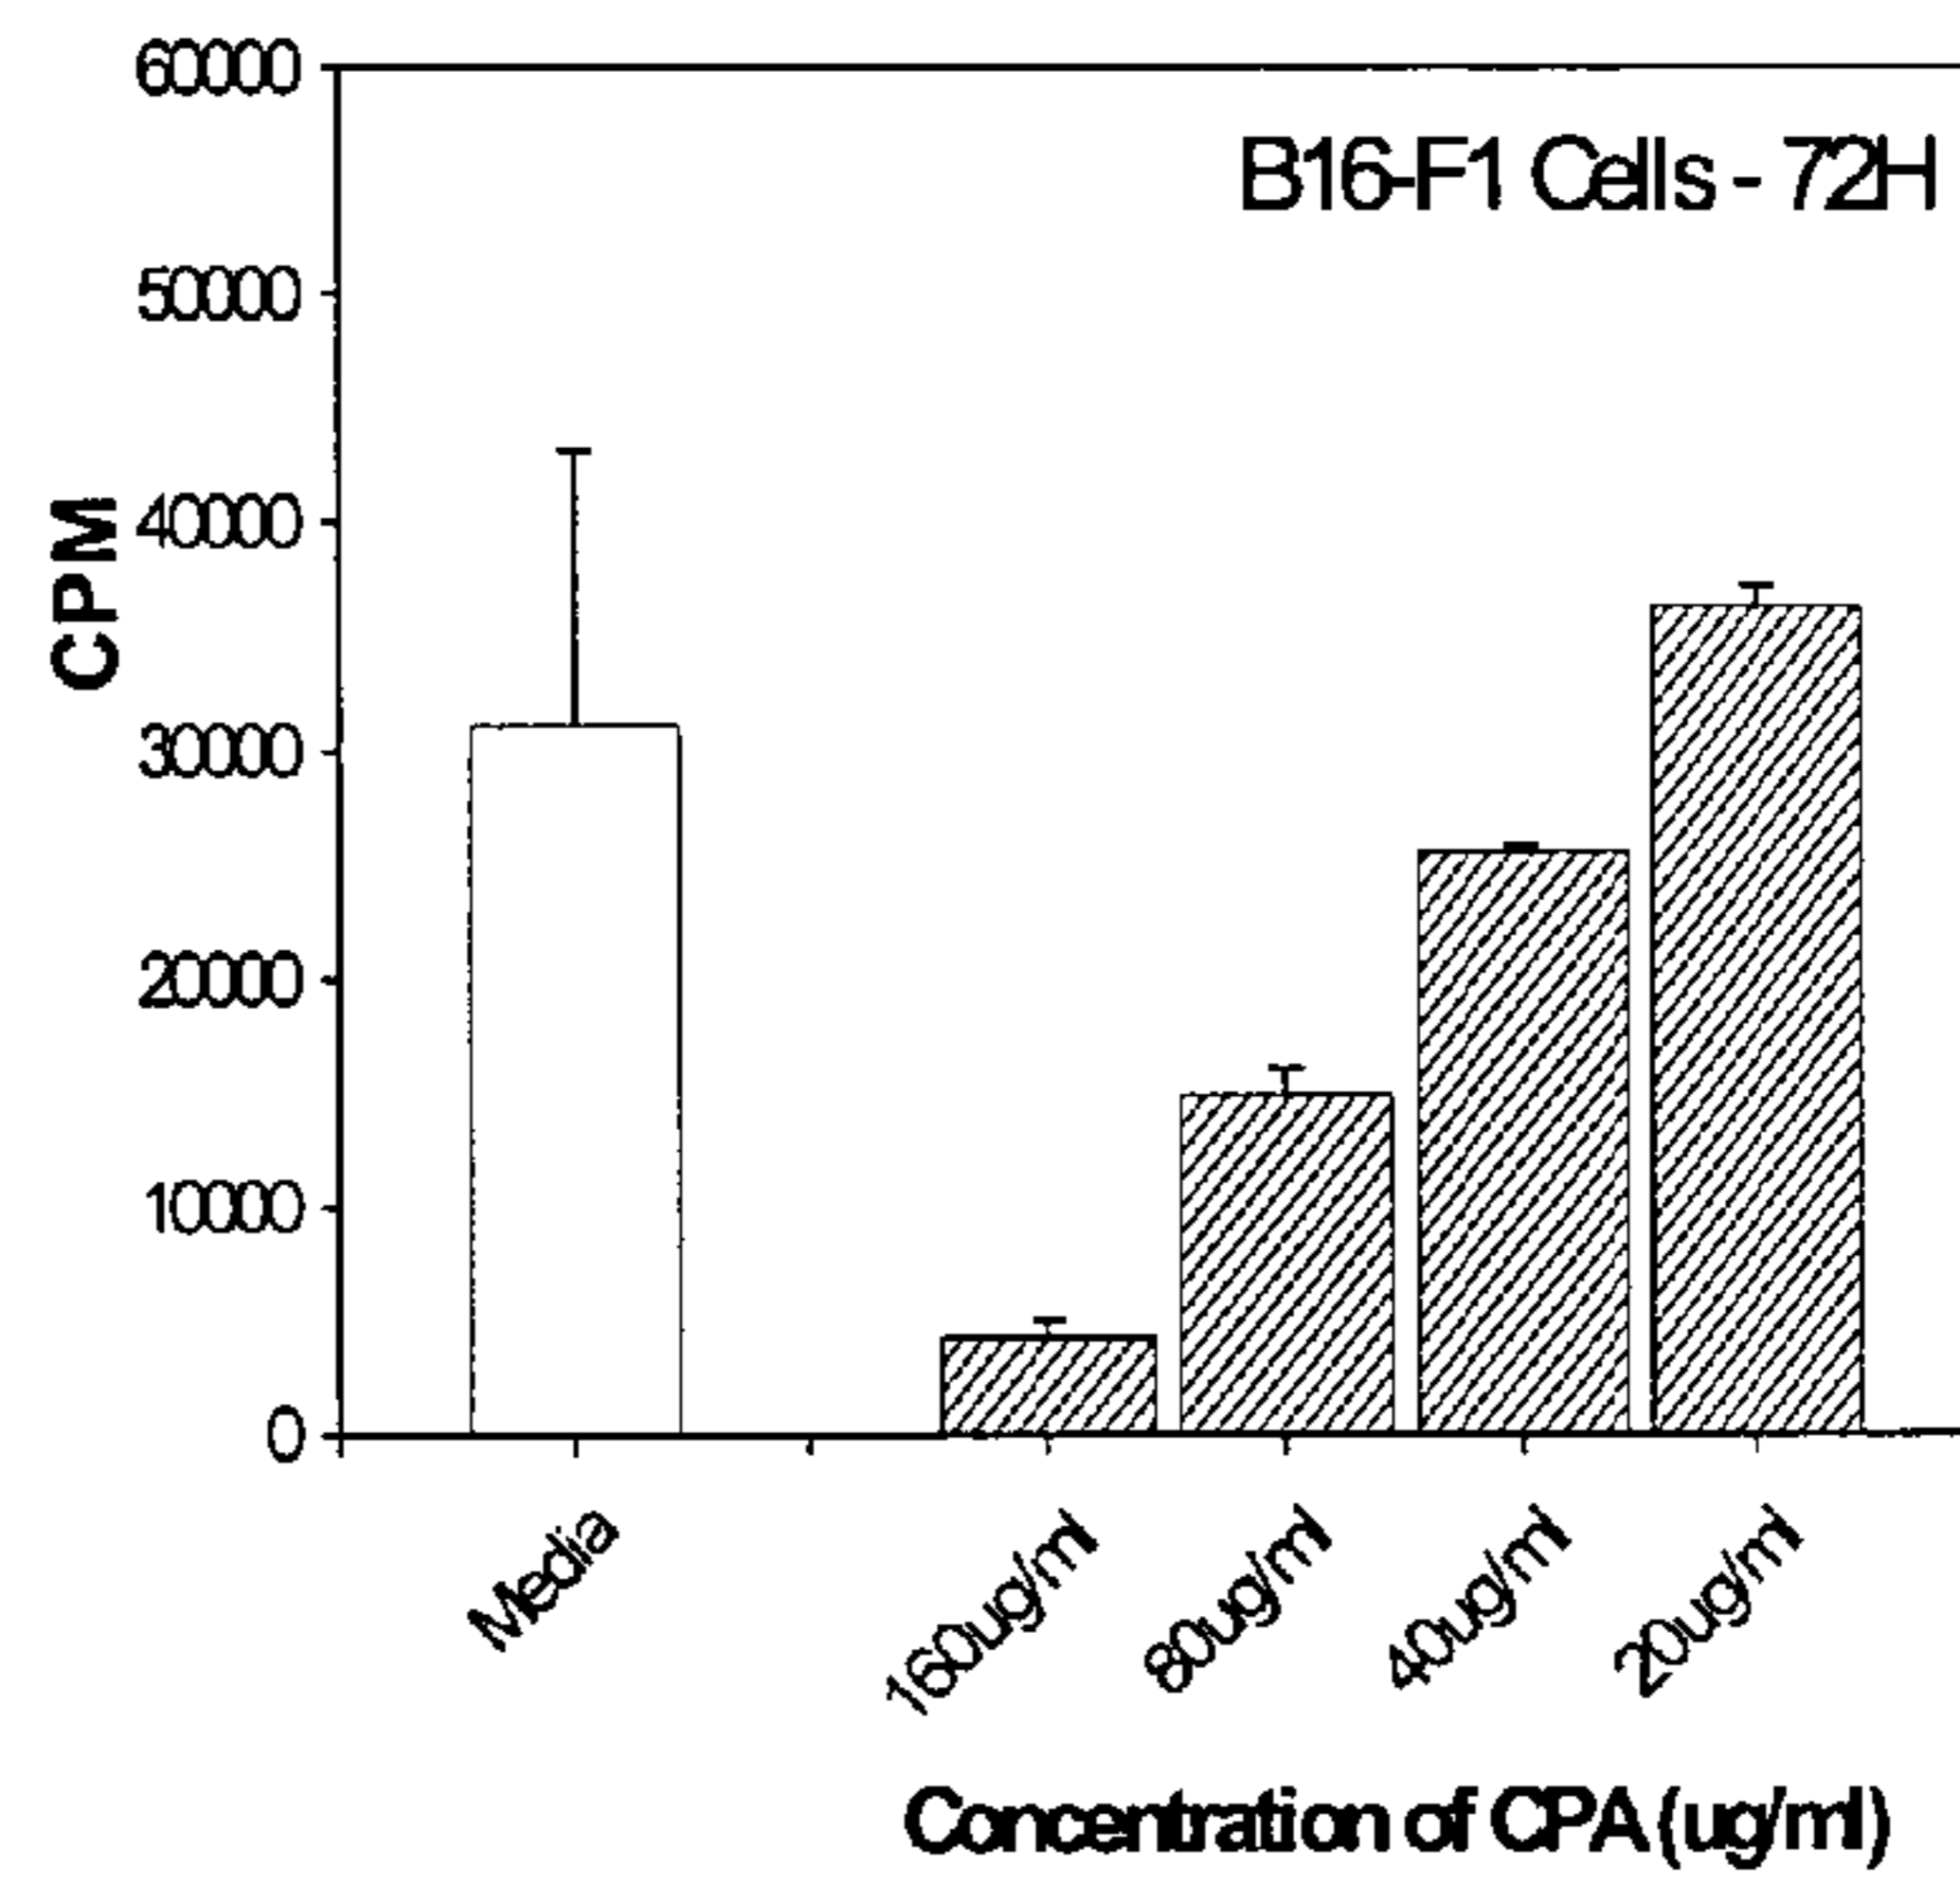 60000
B16-F1 Cells - 72H
50000
40000
CPM
30000
20000
10000
0
Media
160ug/ml
80ug/ml
40ug/ml
20ug/ml
Concentration of CPA (ug/ml)